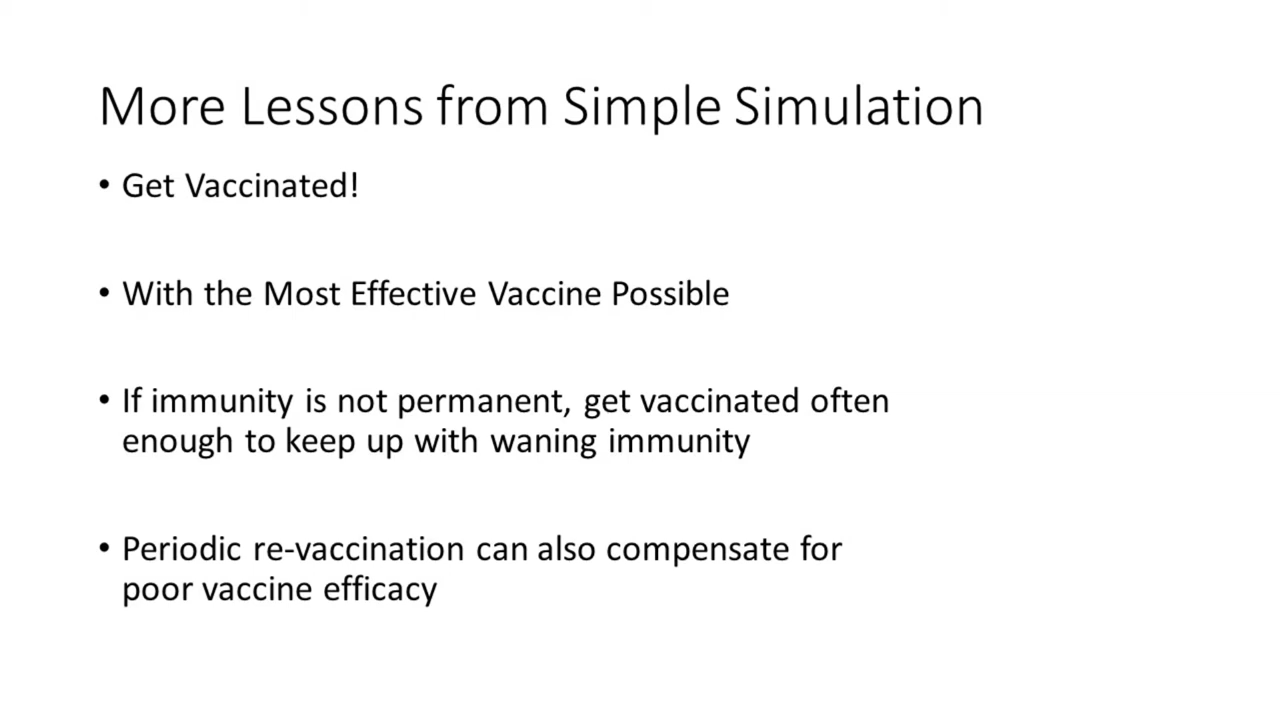 More Lessons from Simple Simulation
• Get Vaccinated!
• With the Most Effective Vaccine Possible
• If immunity is not permanent, get vaccinated often
enough to keep up with waning immunity
• Periodic re-vaccination can also compensate for
poor vaccine efficacy